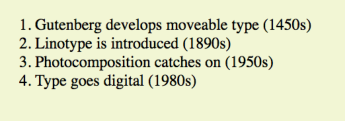 1. Gutenberg develops moveable type (1450s)
2. Linotype is introduced (1890s)
3. Photocomposition catches on (1950s)
4. Type goes digital (1980s)